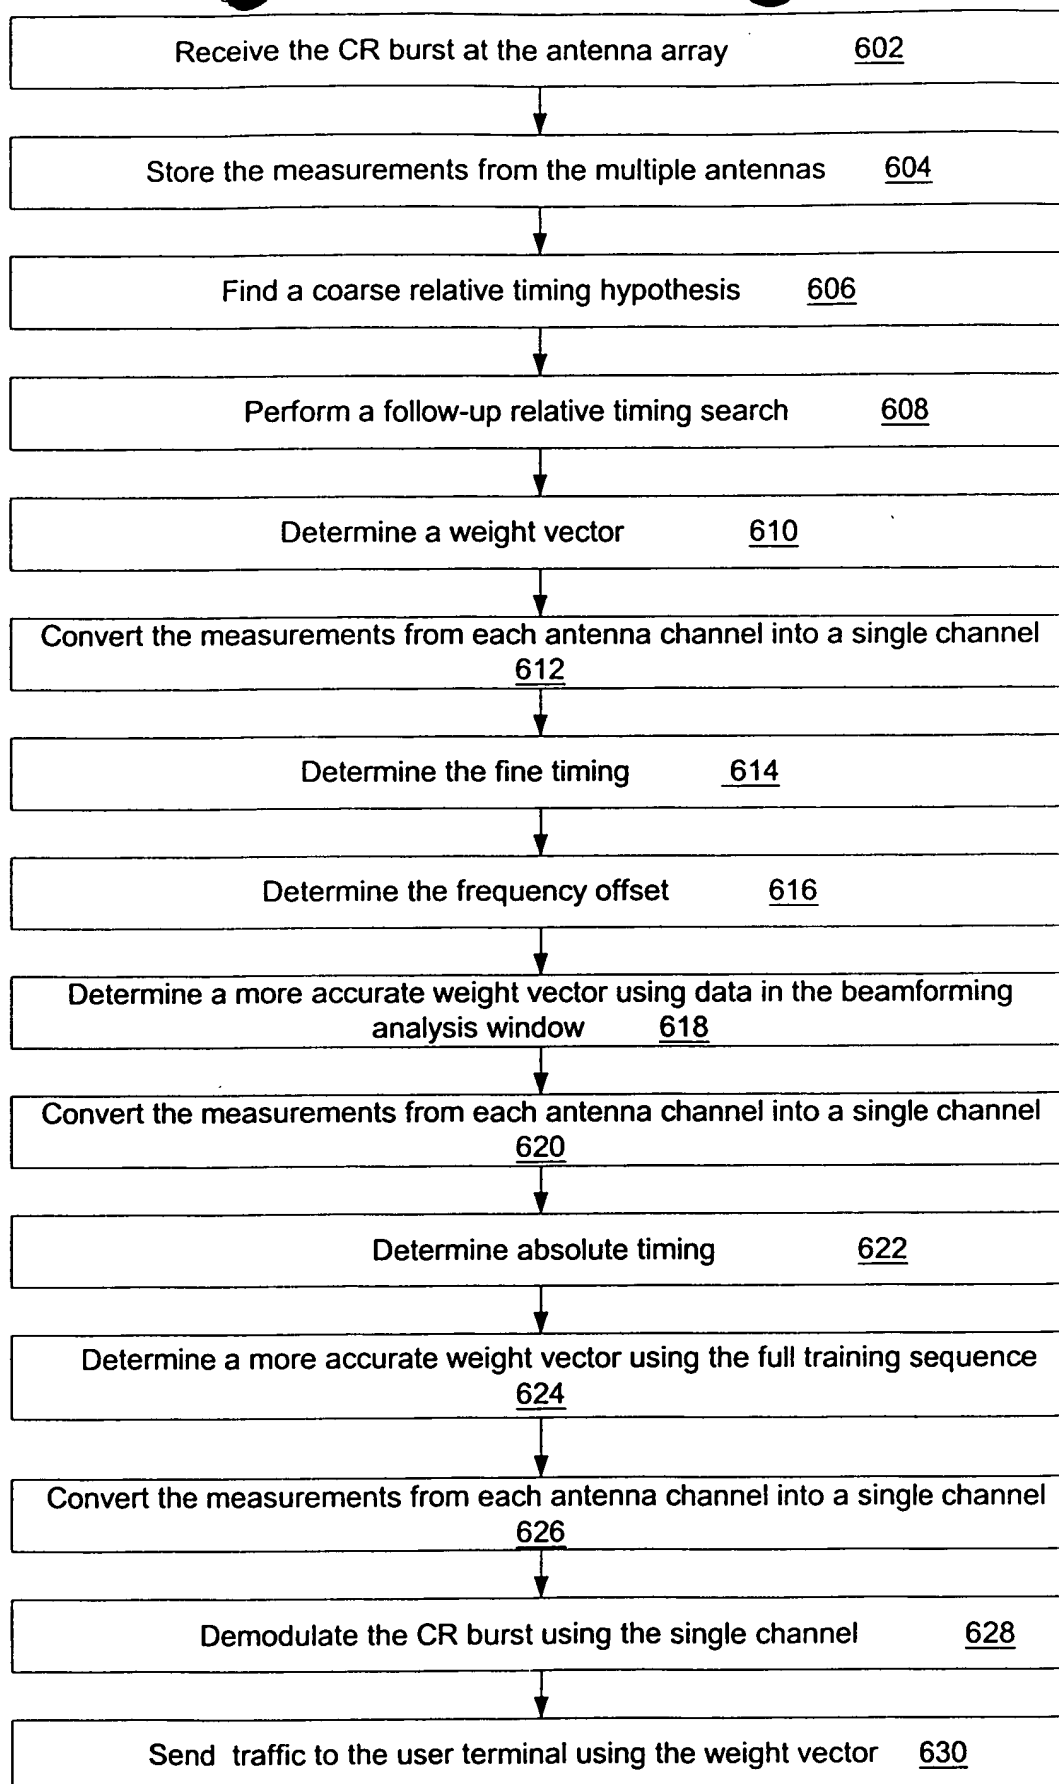 Receive the CR burst at the antenna array 602
Store the measurements from the multiple antennas 604
Find a coarse relative timing hypothesis 606
Perform a follow-up relative timing search 608
Determine a weight vector 610
Convert the measurements from each antenna channel into a single channel
612
Determine the fine timing 614
Determine the frequency offset 616
Determine a more accurate weight vector using data in the beamforming
analysis window 618
Convert the measurements from each antenna channel into a single channel
620
Determine absolute timing 622
Determine a more accurate weight vector using the full training sequence
624
Convert the measurements from each antenna channel into a single channel
626
Demodulate the CR burst using the single channel 628
Send traffic to the user terminal using the weight vector 630